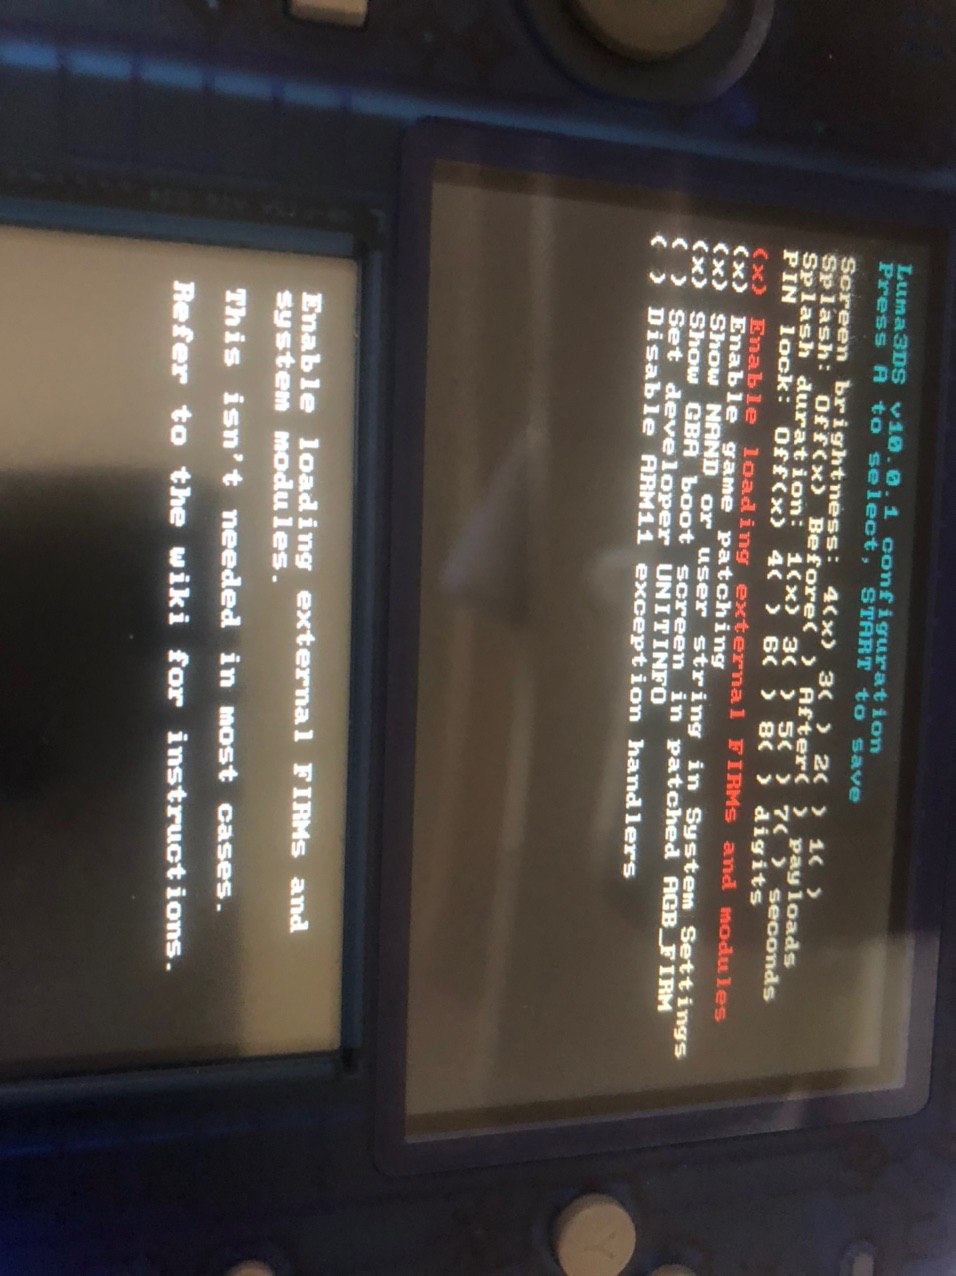 Luma3DS v10.0.1 configuration
Press A to select, START to save
Screen brightness: 4(x) 3( ) 2( ) 1( )
Splash: Off(x) Before( ) After( ) payloads
Splash duration: 1(x) 3( ) 5( ) 7( ) seconds
PIN lock: Off(x) 4( ) 6( ) 8( ) digits
(x) Enable loading external FIRMs and modules
(x) Enable game patching
(x) Show NAND or user string in System Settings
(x) Show GBA boot screen in patched AGB_FIRM
( ) Set developer UNITINFO
( ) Disable ARM11 exception handlers
Enable loading external FIRMs and
system modules.
This isn't needed in most cases.
Refer to the wiki for instructions.
Y